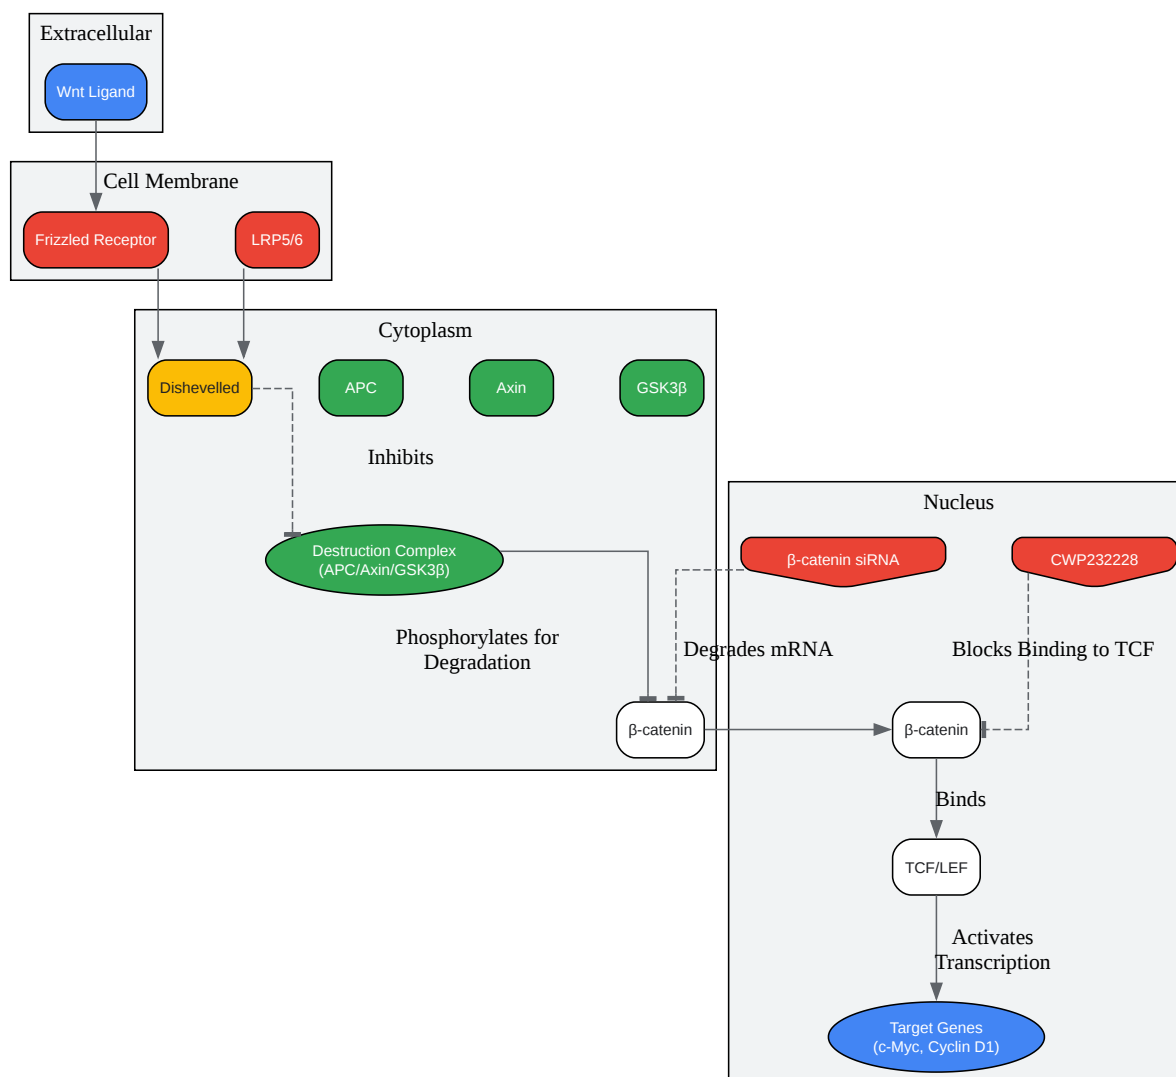 Extracellular
Wnt Ligand
Cell Membrane
Frizzled Receptor
LRP5/6
Cytoplasm
Dishevelled
APC
Axin
GSK3β
Inhibits
Nucleus
Destruction Complex
(APC/Axin/GSK3β)
β-catenin siRNA
CWP232228
Phosphorylates for
Degradation
Degrades mRNA
Blocks Binding to TCF
β-catenin
β-catenin
Binds
TCF/LEF
Activates
Transcription
Target Genes
(c-Myc, Cyclin D1)